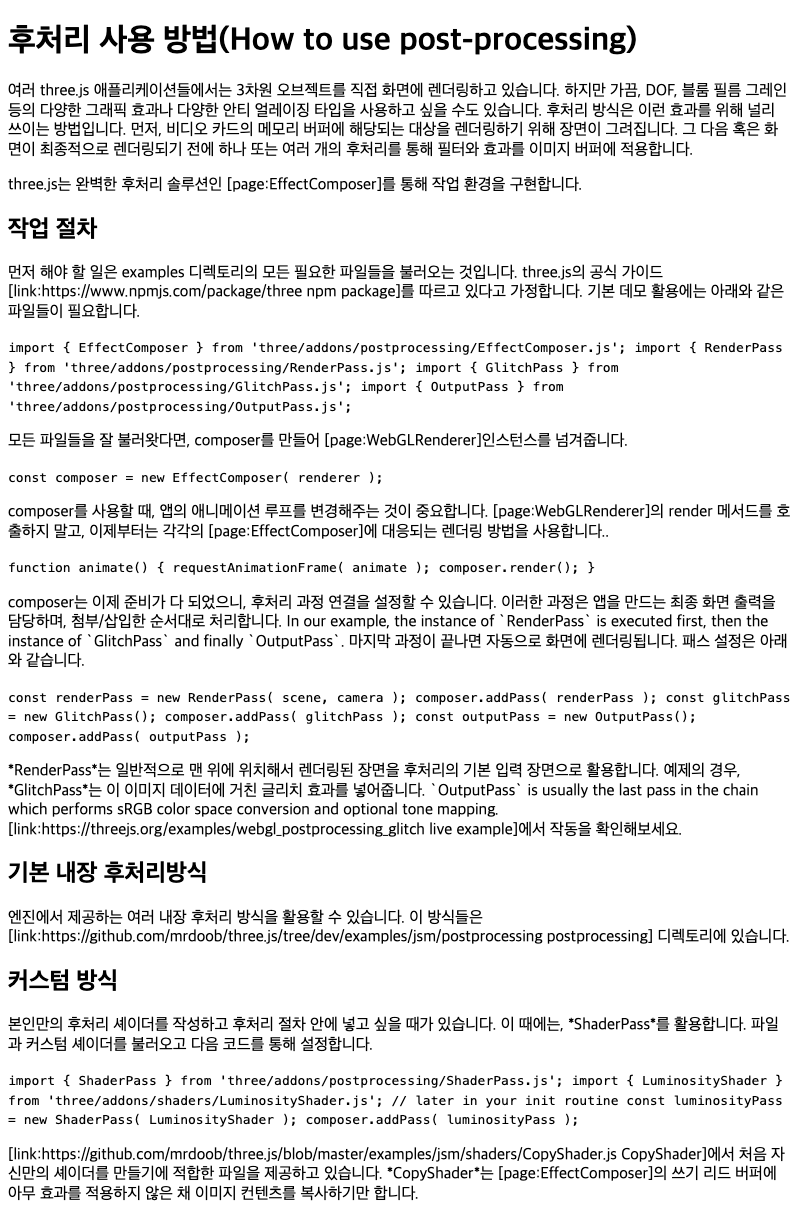 후처리 사용 방법(How to use post-processing)
여러 three.js 애플리케이션들에서는 3차원 오브젝트를 직접 화면에 렌더링하고 있습니다. 하지만 가끔, DOF, 블룸 필름 그레인
등의 다양한 그래픽 효과나 다양한 안티 얼레이징 타입을 사용하고 싶을 수도 있습니다. 후처리 방식은 이런 효과를 위해 널리
쓰이는 방법입니다. 먼저, 비디오 카드의 메모리 버퍼에 해당되는 대상을 렌더링하기 위해 장면이 그려집니다. 그 다음 혹은 화
면이 최종적으로 렌더링되기 전에 하나 또는 여러 개의 후처리를 통해 필터와 효과를 이미지 버퍼에 적용합니다.
three.js는 완벽한 후처리 솔루션인 [page:EffectComposer]를 통해 작업 환경을 구현합니다.
작업 절차
먼저 해야 할 일은 examples 디렉토리의 모든 필요한 파일들을 불러오는 것입니다. three.js의 공식 가이드
[link:https://www.npmjs.com/package/three npm package]를 따르고 있다고 가정합니다. 기본 데모 활용에는 아래와 같은
파일들이 필요합니다.
import { EffectComposer } from 'three/addons/postprocessing/EffectComposer.js'; import { RenderPass
} from 'three/addons/postprocessing/RenderPass.js'; import { GlitchPass } from
'three/addons/postprocessing/GlitchPass.js'; import { OutputPass } from
'three/addons/postprocessing/OutputPass.js';
모든 파일들을 잘 불러왓다면, composer를 만들어 [page:WebGLRenderer]인스턴스를 넘겨줍니다.
const composer = new EffectComposer( renderer );
composer를 사용할 때, 앱의 애니메이션 루프를 변경해주는 것이 중요합니다. [page:WebGLRenderer]의 render 메서드를 호
출하지 말고, 이제부터는 각각의 [page:EffectComposer]에 대응되는 렌더링 방법을 사용합니다..
function animate() { requestAnimationFrame( animate ); composer.render(); }
composer는 이제 준비가 다 되었으니, 후처리 과정 연결을 설정할 수 있습니다. 이러한 과정은 앱을 만드는 최종 화면 출력을
담당하며, 첨부/삽입한 순서대로 처리합니다. In our example, the instance of `RenderPass` is executed first, then the
instance of `GlitchPass` and finally `OutputPass`. 마지막 과정이 끝나면 자동으로 화면에 렌더링됩니다. 패스 설정은 아래
와 같습니다.
const renderPass = new RenderPass( scene, camera ); composer.addPass( renderPass ); const glitchPass
= new GlitchPass(); composer.addPass( glitchPass ); const outputPass = new OutputPass();
composer.addPass( outputPass );
*RenderPass*는 일반적으로 맨 위에 위치해서 렌더링된 장면을 후처리의 기본 입력 장면으로 활용합니다. 예제의 경우,
*GlitchPass*는 이 이미지 데이터에 거친 글리치 효과를 넣어줍니다. `OutputPass` is usually the last pass in the chain
which performs sRGB color space conversion and optional tone mapping.
[link:https://threejs.org/examples/webgl_postprocessing_glitch live example]에서 작동을 확인해보세요.
기본 내장 후처리방식
엔진에서 제공하는 여러 내장 후처리 방식을 활용할 수 있습니다. 이 방식들은
[link:https://github.com/mrdoob/three.js/tree/dev/examples/jsm/postprocessing postprocessing] 디렉토리에 있습니다.
커스텀 방식
본인만의 후처리 셰이더를 작성하고 후처리 절차 안에 넣고 싶을 때가 있습니다. 이 때에는, *ShaderPass*를 활용합니다. 파일
과 커스텀 셰이더를 불러오고 다음 코드를 통해 설정합니다.
import { ShaderPass } from 'three/addons/postprocessing/ShaderPass.js'; import { LuminosityShader }
from 'three/addons/shaders/LuminosityShader.js'; // later in your init routine const luminosityPass
= new ShaderPass( LuminosityShader ); composer.addPass( luminosityPass );
[link:https://github.com/mrdoob/three.js/blob/master/examples/jsm/shaders/CopyShader.js CopyShader]에서 처음 자
신만의 셰이더를 만들기에 적합한 파일을 제공하고 있습니다. *CopyShader*는 [page:EffectComposer]의 쓰기 리드 버퍼에
아무 효과를 적용하지 않은 채 이미지 컨텐츠를 복사하기만 합니다.